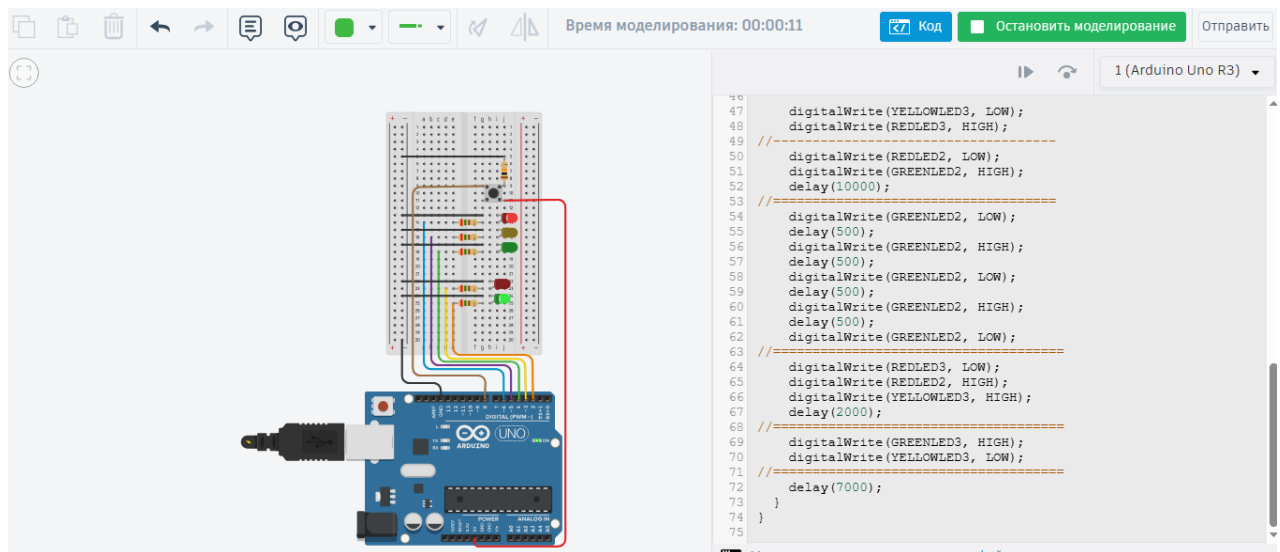 Время моделирования: 00:00:11
Код
Остановить моделирование
Отправить
1 (Arduino Uno R3)
46
47 digitalWrite(YELLOWLED3, LOW);
48 digitalWrite(REDLED3, HIGH);
49 //-----------------------------------
50 digitalWrite(REDLED2, LOW);
51 digitalWrite(GREENLED2, HIGH);
52 delay(10000);
53 //===================================
54 digitalWrite(GREENLED2, LOW);
55 delay(500);
56 digitalWrite(GREENLED2, HIGH);
57 delay(500);
58 digitalWrite(GREENLED2, LOW);
59 delay(500);
60 digitalWrite(GREENLED2, HIGH);
61 delay(500);
62 digitalWrite(GREENLED2, LOW);
63 //====================================
64 digitalWrite(REDLED3, LOW);
65 digitalWrite(REDLED2, HIGH);
66 digitalWrite(YELLOWLED3, HIGH);
67 delay(2000);
68 //====================================
69 digitalWrite(GREENLED3, HIGH);
70 digitalWrite(YELLOWLED3, LOW);
71 //====================================
72 delay(7000);
73 }
74 }
75
DIGITAL (PWM~)
UNO
ARDUINO
POWER
ANALOG IN